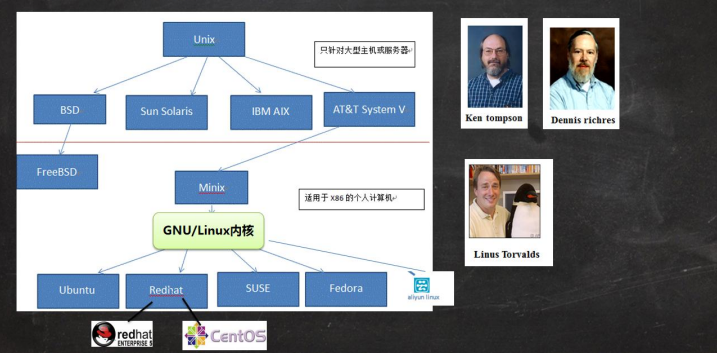 Unix
只针对大型主机或服务器
BSD
Sun Solaris
IBM AIX
AT&T System V
FreeBSD
Minix
适用于 X86 的个人计算机
GNU/Linux内核
Ubuntu
Redhat
SUSE
Fedora
aliyun linux
redhat
ENTERPRISE 5
CentOS
Ken tompson
Dennis richres
Linus Torvalds